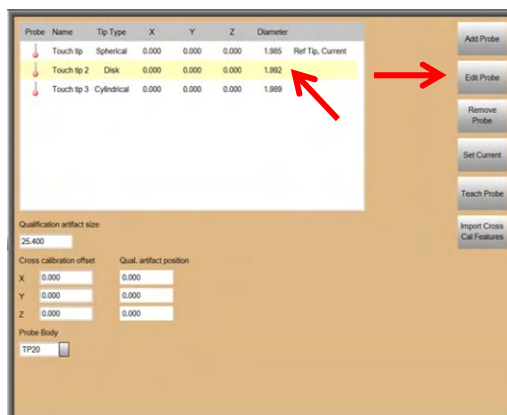 Probe Name Tip Type X Y Z Diameter
Touch tip Spherical 0.000 0.000 0.000 1.985 Ref Tip, Current
Touch tip 2 Disk 0.000 0.000 0.000 1.992
Touch tip 3 Cylindrical 0.000 0.000 0.000 1.989
Add Probe
Edit Probe
Remove
Probe
Set Current
Teach Probe
Import Cross
Cal Features
Qualification artifact size
25.400
Cross calibration offset Qual. artifact position
X 0.000 0.000
Y 0.000 0.000
Z 0.000 0.000
Probe Body
TP20